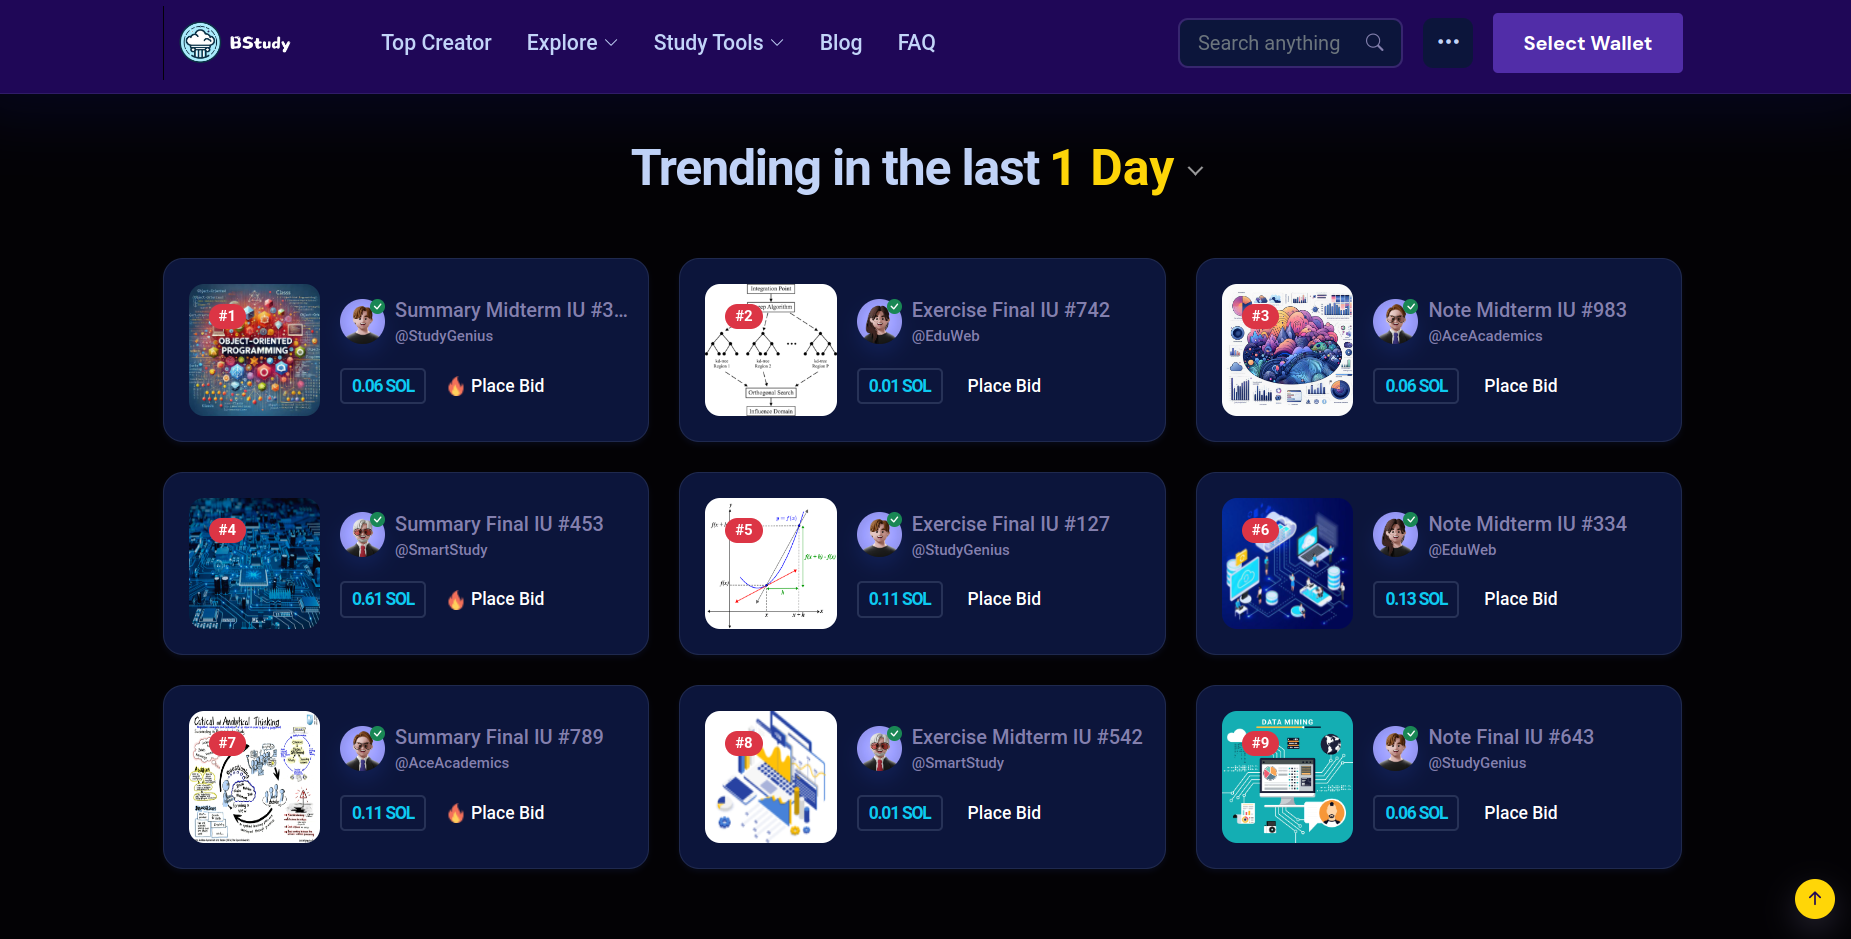 BStudy
Top Creator
Explore
Study Tools
Blog
FAQ
Search anything
Select Wallet
Trending in the last 1 Day
#1
OBJECT-ORIENTED
PROGRAMMING
Summary Midterm IU #3...
@StudyGenius
0.06 SOL
🔥 Place Bid
Integration Point
#2
Orthogonal Search
Influence Domain
Exercise Final IU #742
@EduWeb
0.01 SOL
Place Bid
#3
Note Midterm IU #983
@AceAcademics
0.06 SOL
Place Bid
#4
Summary Final IU #453
@SmartStudy
0.61 SOL
🔥 Place Bid
#5
y = f(x)
f(x + h) - f(x)
f(x)
h
x
x + h
x
Exercise Final IU #127
@StudyGenius
0.11 SOL
Place Bid
#6
Note Midterm IU #334
@EduWeb
0.13 SOL
Place Bid
#7
Summary Final IU #789
@AceAcademics
0.11 SOL
🔥 Place Bid
#8
Exercise Midterm IU #542
@SmartStudy
0.01 SOL
Place Bid
DATA MINING
#9
Note Final IU #643
@StudyGenius
0.06 SOL
Place Bid